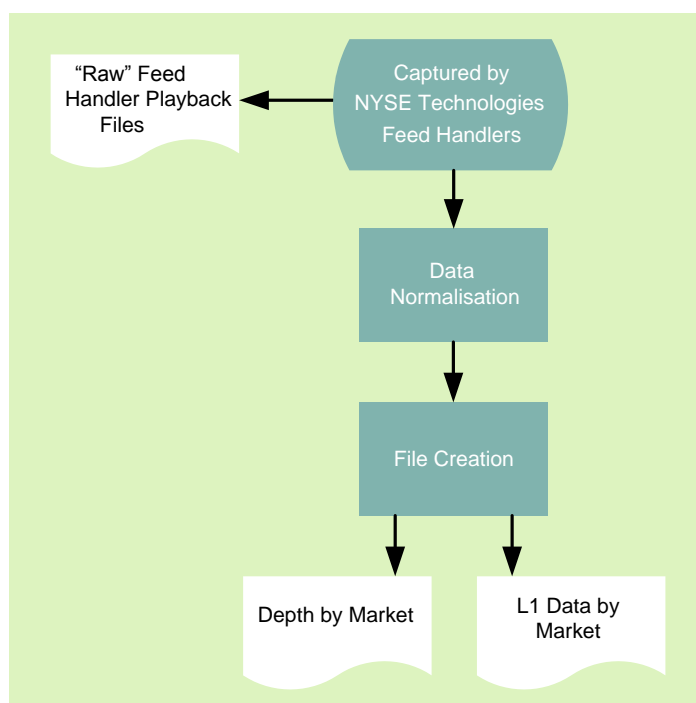 “Raw” Feed
Handler Playback
Files
Captured by
NYSE Technologies
Feed Handlers
Data
Normalisation
File Creation
Depth by Market
L1 Data by
Market